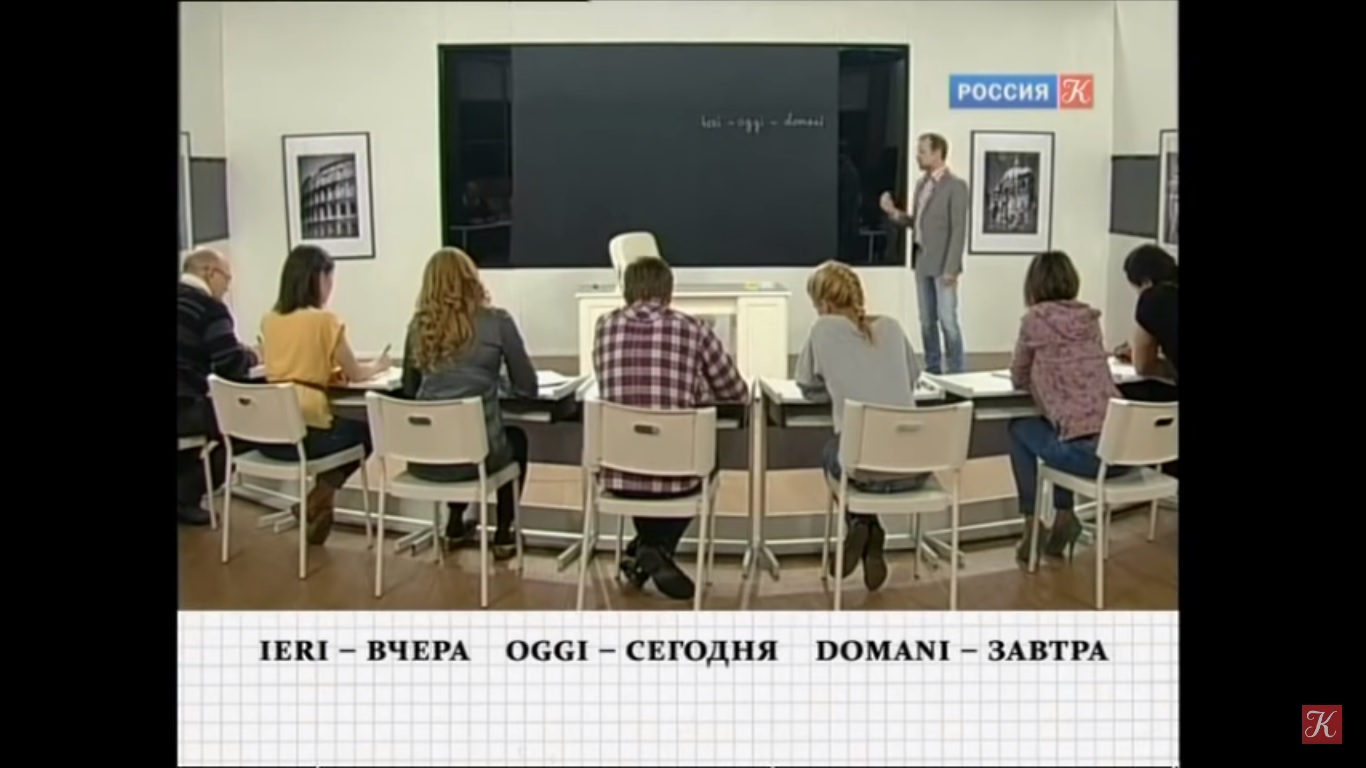 РОССИЯ К
ieri – oggi – domani
IERI – ВЧЕРА OGGI – СЕГОДНЯ DOMANI – ЗАВТРА
К